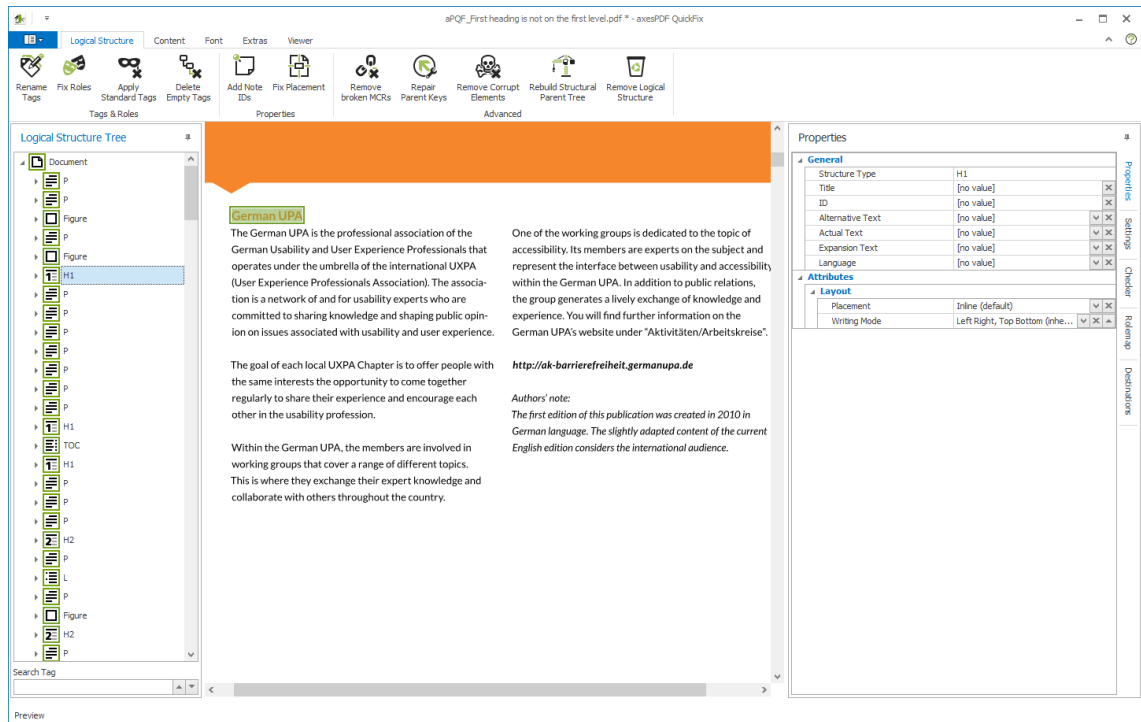 aPQF_First heading is not on the first level.pdf * - axesPDF QuickFix
Logical Structure Content Font Extras Viewer
Rename Tags
Fix Roles
Apply Standard Tags
Delete Empty Tags
Add Note IDs
Fix Placement
Remove broken MCRs
Repair Parent Keys
Remove Corrupt Elements
Rebuild Structural Parent Tree
Remove Logical Structure
Tags & Roles
Properties
Advanced
Logical Structure Tree
Document
P
P
Figure
P
Figure
1 H1
P
P
P
P
P
P
P
1 H1
TOC
1 H1
P
P
P
2 H2
P
L
P
Figure
2 H2
P
Search Tag
Preview
German UPA
The German UPA is the professional association of the
German Usability and User Experience Professionals that
operates under the umbrella of the international UXPA
(User Experience Professionals Association). The associa-
tion is a network of and for usability experts who are
committed to sharing knowledge and shaping public opin-
ion on issues associated with usability and user experience.
The goal of each local UXPA Chapter is to offer people with
the same interests the opportunity to come together
regularly to share their experience and encourage each
other in the usability profession.
Within the German UPA, the members are involved in
working groups that cover a range of different topics.
This is where they exchange their expert knowledge and
collaborate with others throughout the country.
One of the working groups is dedicated to the topic of
accessibility. Its members are experts on the subject and
represent the interface between usability and accessibility
within the German UPA. In addition to public relations,
the group generates a lively exchange of knowledge and
experience. You will find further information on the
German UPA's website under "Aktivitäten/Arbeitskreise".
http://ak-barrierefreiheit.germanupa.de
Authors' note:
The first edition of this publication was created in 2010 in
German language. The slightly adapted content of the current
English edition considers the international audience.
Properties
General
Structure Type H1
Title [no value]
ID [no value]
Alternative Text [no value]
Actual Text [no value]
Expansion Text [no value]
Language [no value]
Attributes
Layout
Placement Inline (default)
Writing Mode Left Right, Top Bottom (inhe...
Properties
Settings
Checker
Rolemap
Destinations